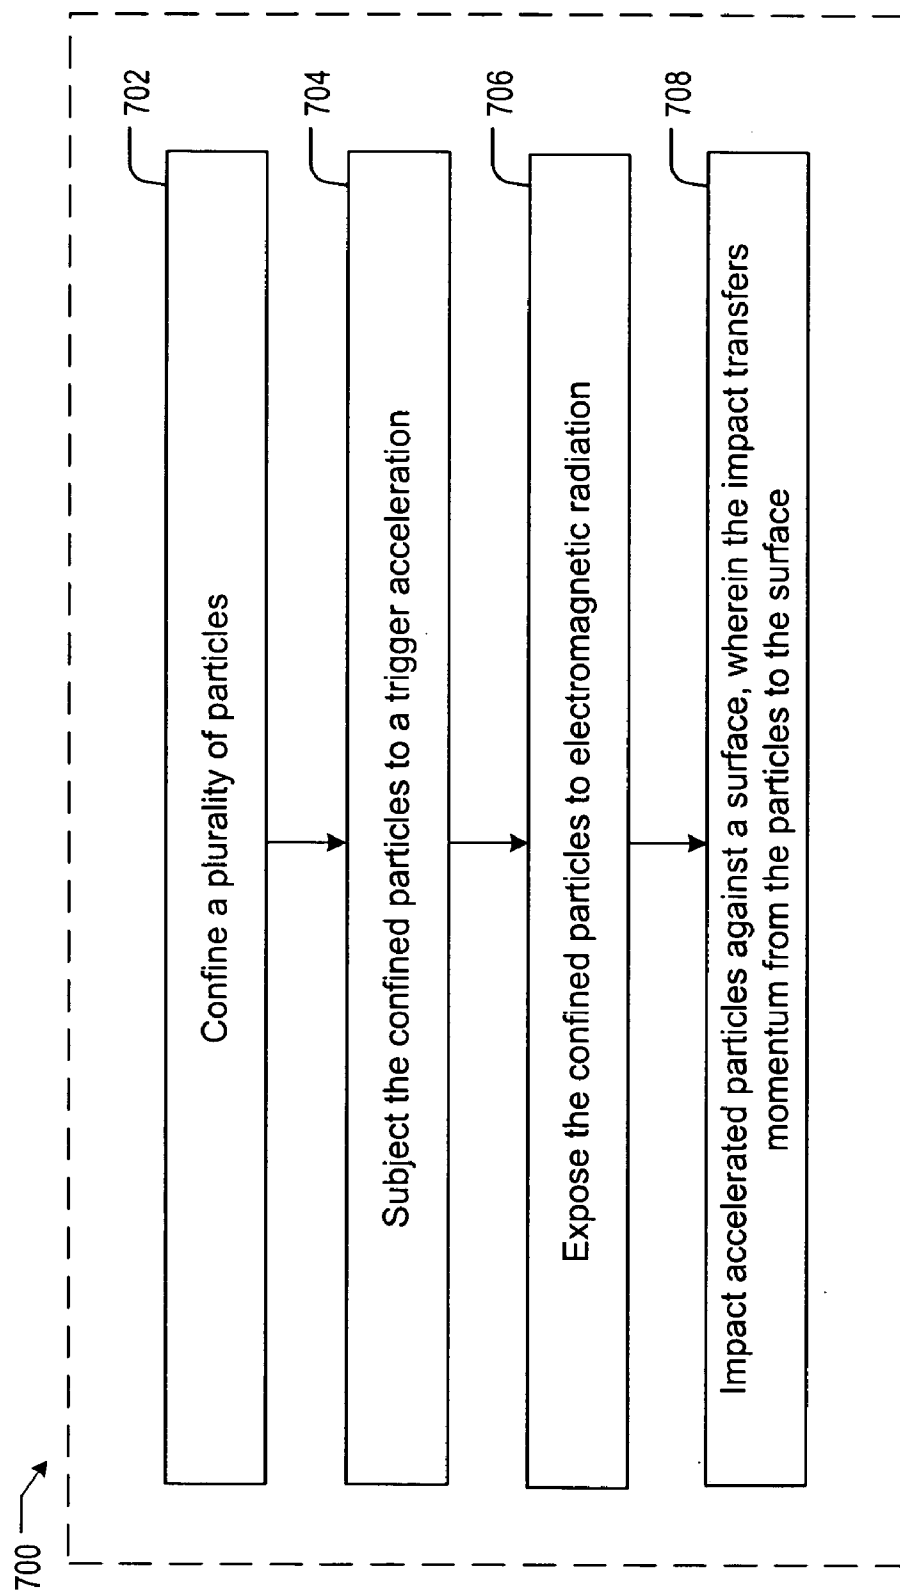 700
702
Confine a plurality of particles
704
Subject the confined particles to a trigger acceleration
706
Expose the confined particles to electromagnetic radiation
708
Impact accelerated particles against a surface, wherein the impact transfers
momentum from the particles to the surface